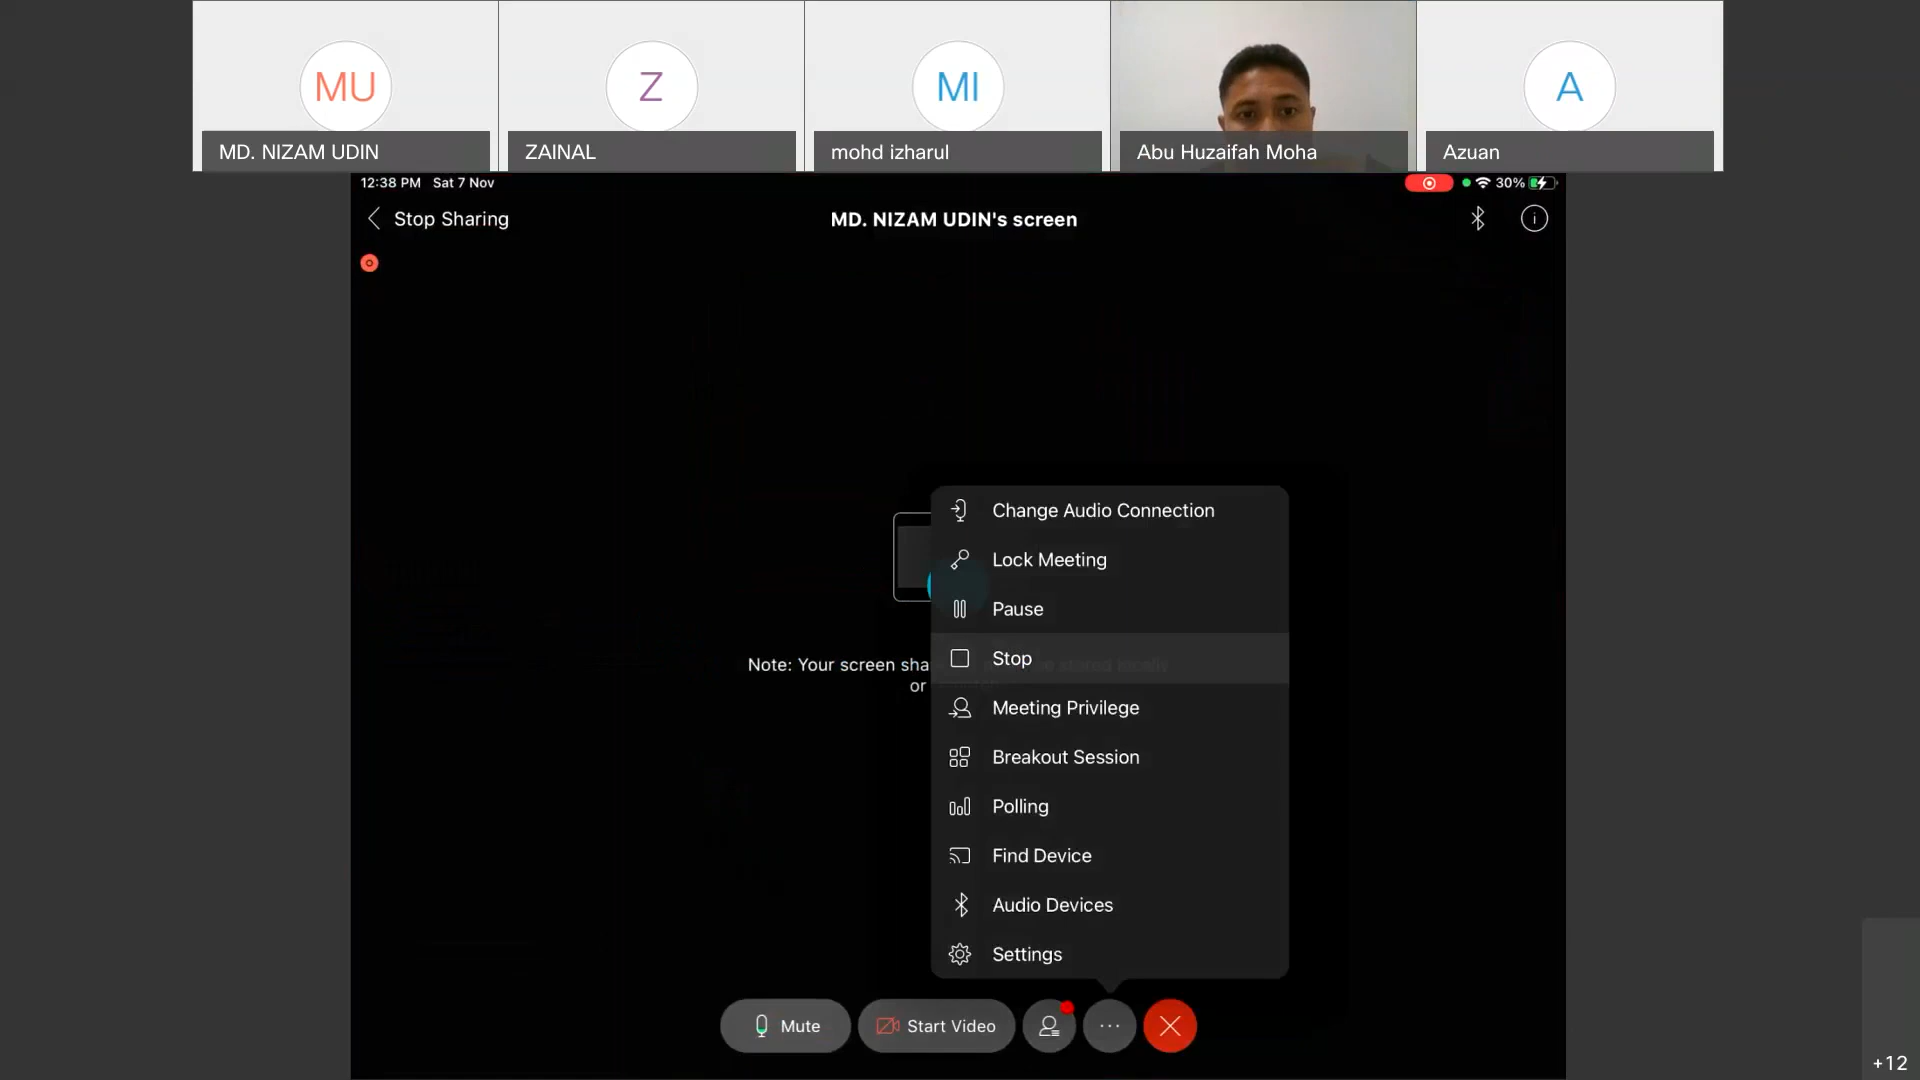 MU
Z
MI
A
MD. NIZAM UDIN
ZAINAL
mohd izharul
Abu Huzaifah Moha
Azuan
12:38 PM Sat 7 Nov
30%
Stop Sharing
MD. NIZAM UDIN's screen
Change Audio Connection
Lock Meeting
Pause
Stop
Note: Your screen sha
or
Meeting Privilege
Breakout Session
Polling
Find Device
Audio Devices
Settings
Mute
Start Video
+12